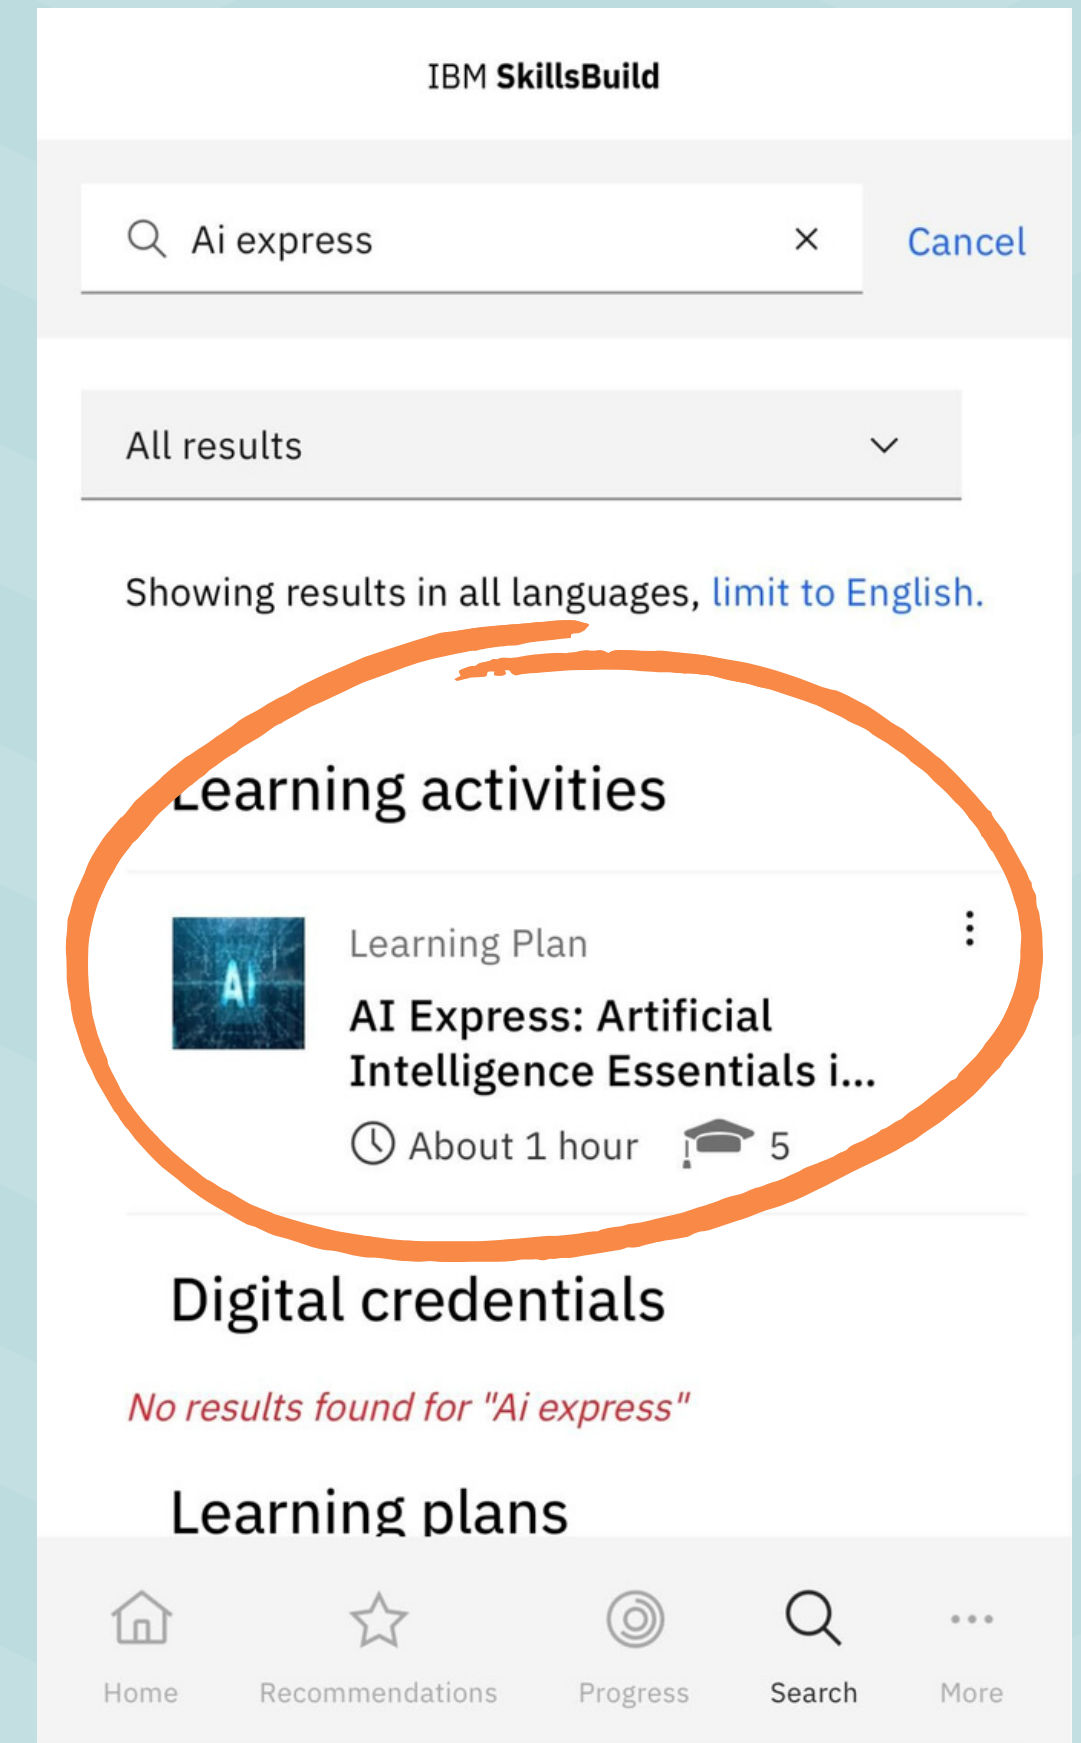 IBM SkillsBuild
Ai express
Cancel
All results
Showing results in all languages, limit to English.
Learning activities
AI
Learning Plan
AI Express: Artificial
Intelligence Essentials i...
About 1 hour 5
Digital credentials
No results found for "Ai express"
Learning plans
Home Recommendations Progress Search More